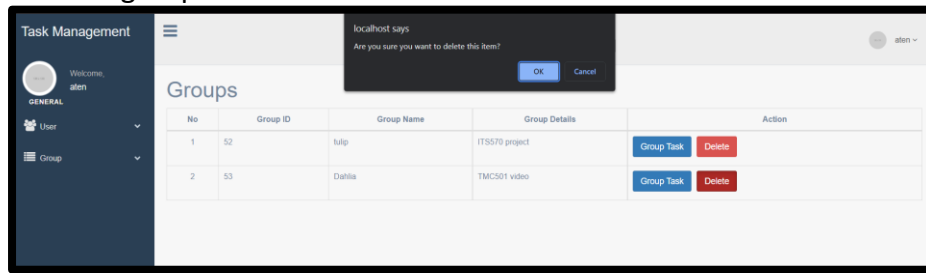 Task Management
localhost says
Are you sure you want to delete this item?
OK Cancel
aten
Welcome,
aten
GENERAL
User
Group
Groups
No Group ID Group Name Group Details Action
1 52 tulip ITS570 project Group Task Delete
2 53 Dahlia TMC501 video Group Task Delete